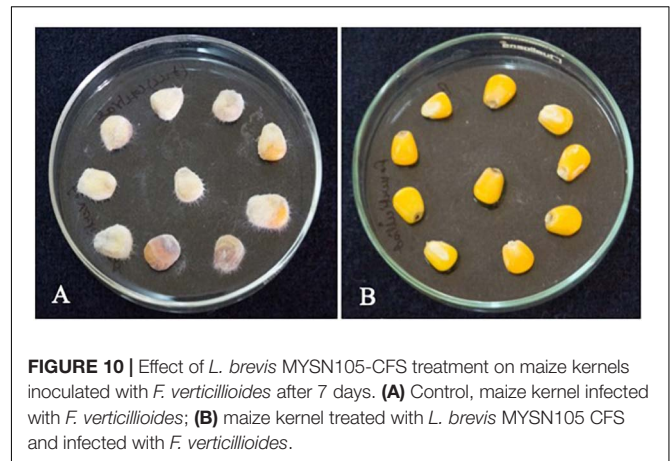 A
B
FIGURE 10 | Effect of L. brevis MYSN105-CFS treatment on maize kernels
inoculated with F. verticillioides after 7 days. (A) Control, maize kernel infected
with F. verticillioides; (B) maize kernel treated with L. brevis MYSN105 CFS
and infected with F. verticillioides.